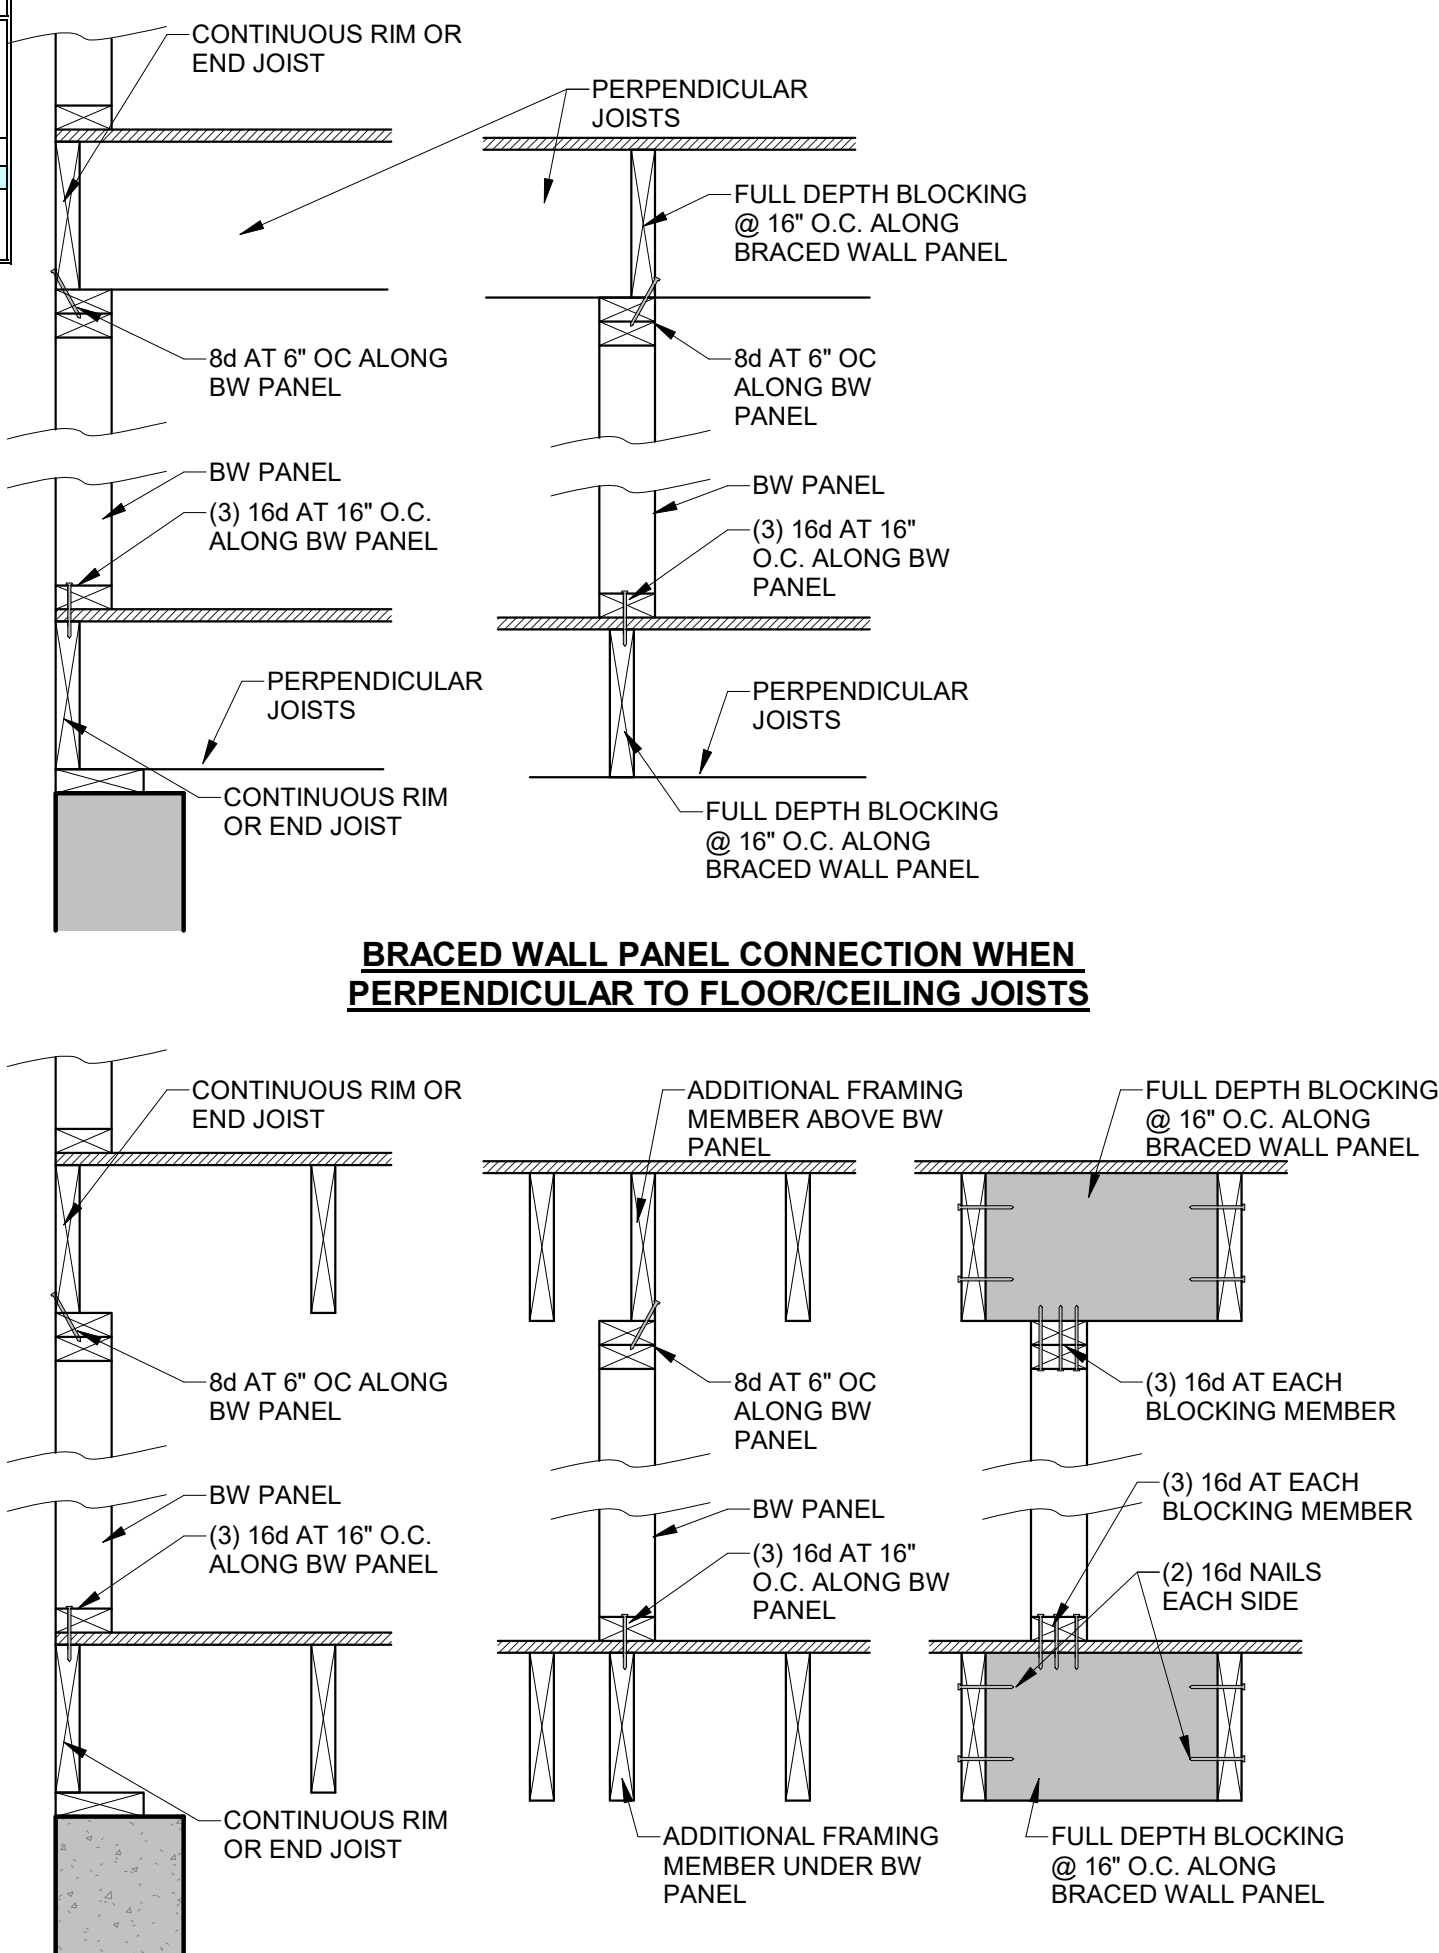 CONTINUOUS RIM OR
END JOIST
PERPENDICULAR
JOISTS
FULL DEPTH BLOCKING
@ 16" O.C. ALONG
BRACED WALL PANEL
8d AT 6" OC ALONG
BW PANEL
8d AT 6" OC
ALONG BW
PANEL
BW PANEL
(3) 16d AT 16" O.C.
ALONG BW PANEL
BW PANEL
(3) 16d AT 16"
O.C. ALONG BW
PANEL
PERPENDICULAR
JOISTS
PERPENDICULAR
JOISTS
CONTINUOUS RIM
OR END JOIST
FULL DEPTH BLOCKING
@ 16" O.C. ALONG
BRACED WALL PANEL
BRACED WALL PANEL CONNECTION WHEN
PERPENDICULAR TO FLOOR/CEILING JOISTS
CONTINUOUS RIM OR
END JOIST
ADDITIONAL FRAMING
MEMBER ABOVE BW
PANEL
FULL DEPTH BLOCKING
@ 16" O.C. ALONG
BRACED WALL PANEL
8d AT 6" OC ALONG
BW PANEL
8d AT 6" OC
ALONG BW
PANEL
(3) 16d AT EACH
BLOCKING MEMBER
BW PANEL
(3) 16d AT 16" O.C.
ALONG BW PANEL
BW PANEL
(3) 16d AT 16"
O.C. ALONG BW
PANEL
(3) 16d AT EACH
BLOCKING MEMBER
(2) 16d NAILS
EACH SIDE
CONTINUOUS RIM
OR END JOIST
ADDITIONAL FRAMING
MEMBER UNDER BW
PANEL
FULL DEPTH BLOCKING
@ 16" O.C. ALONG
BRACED WALL PANEL